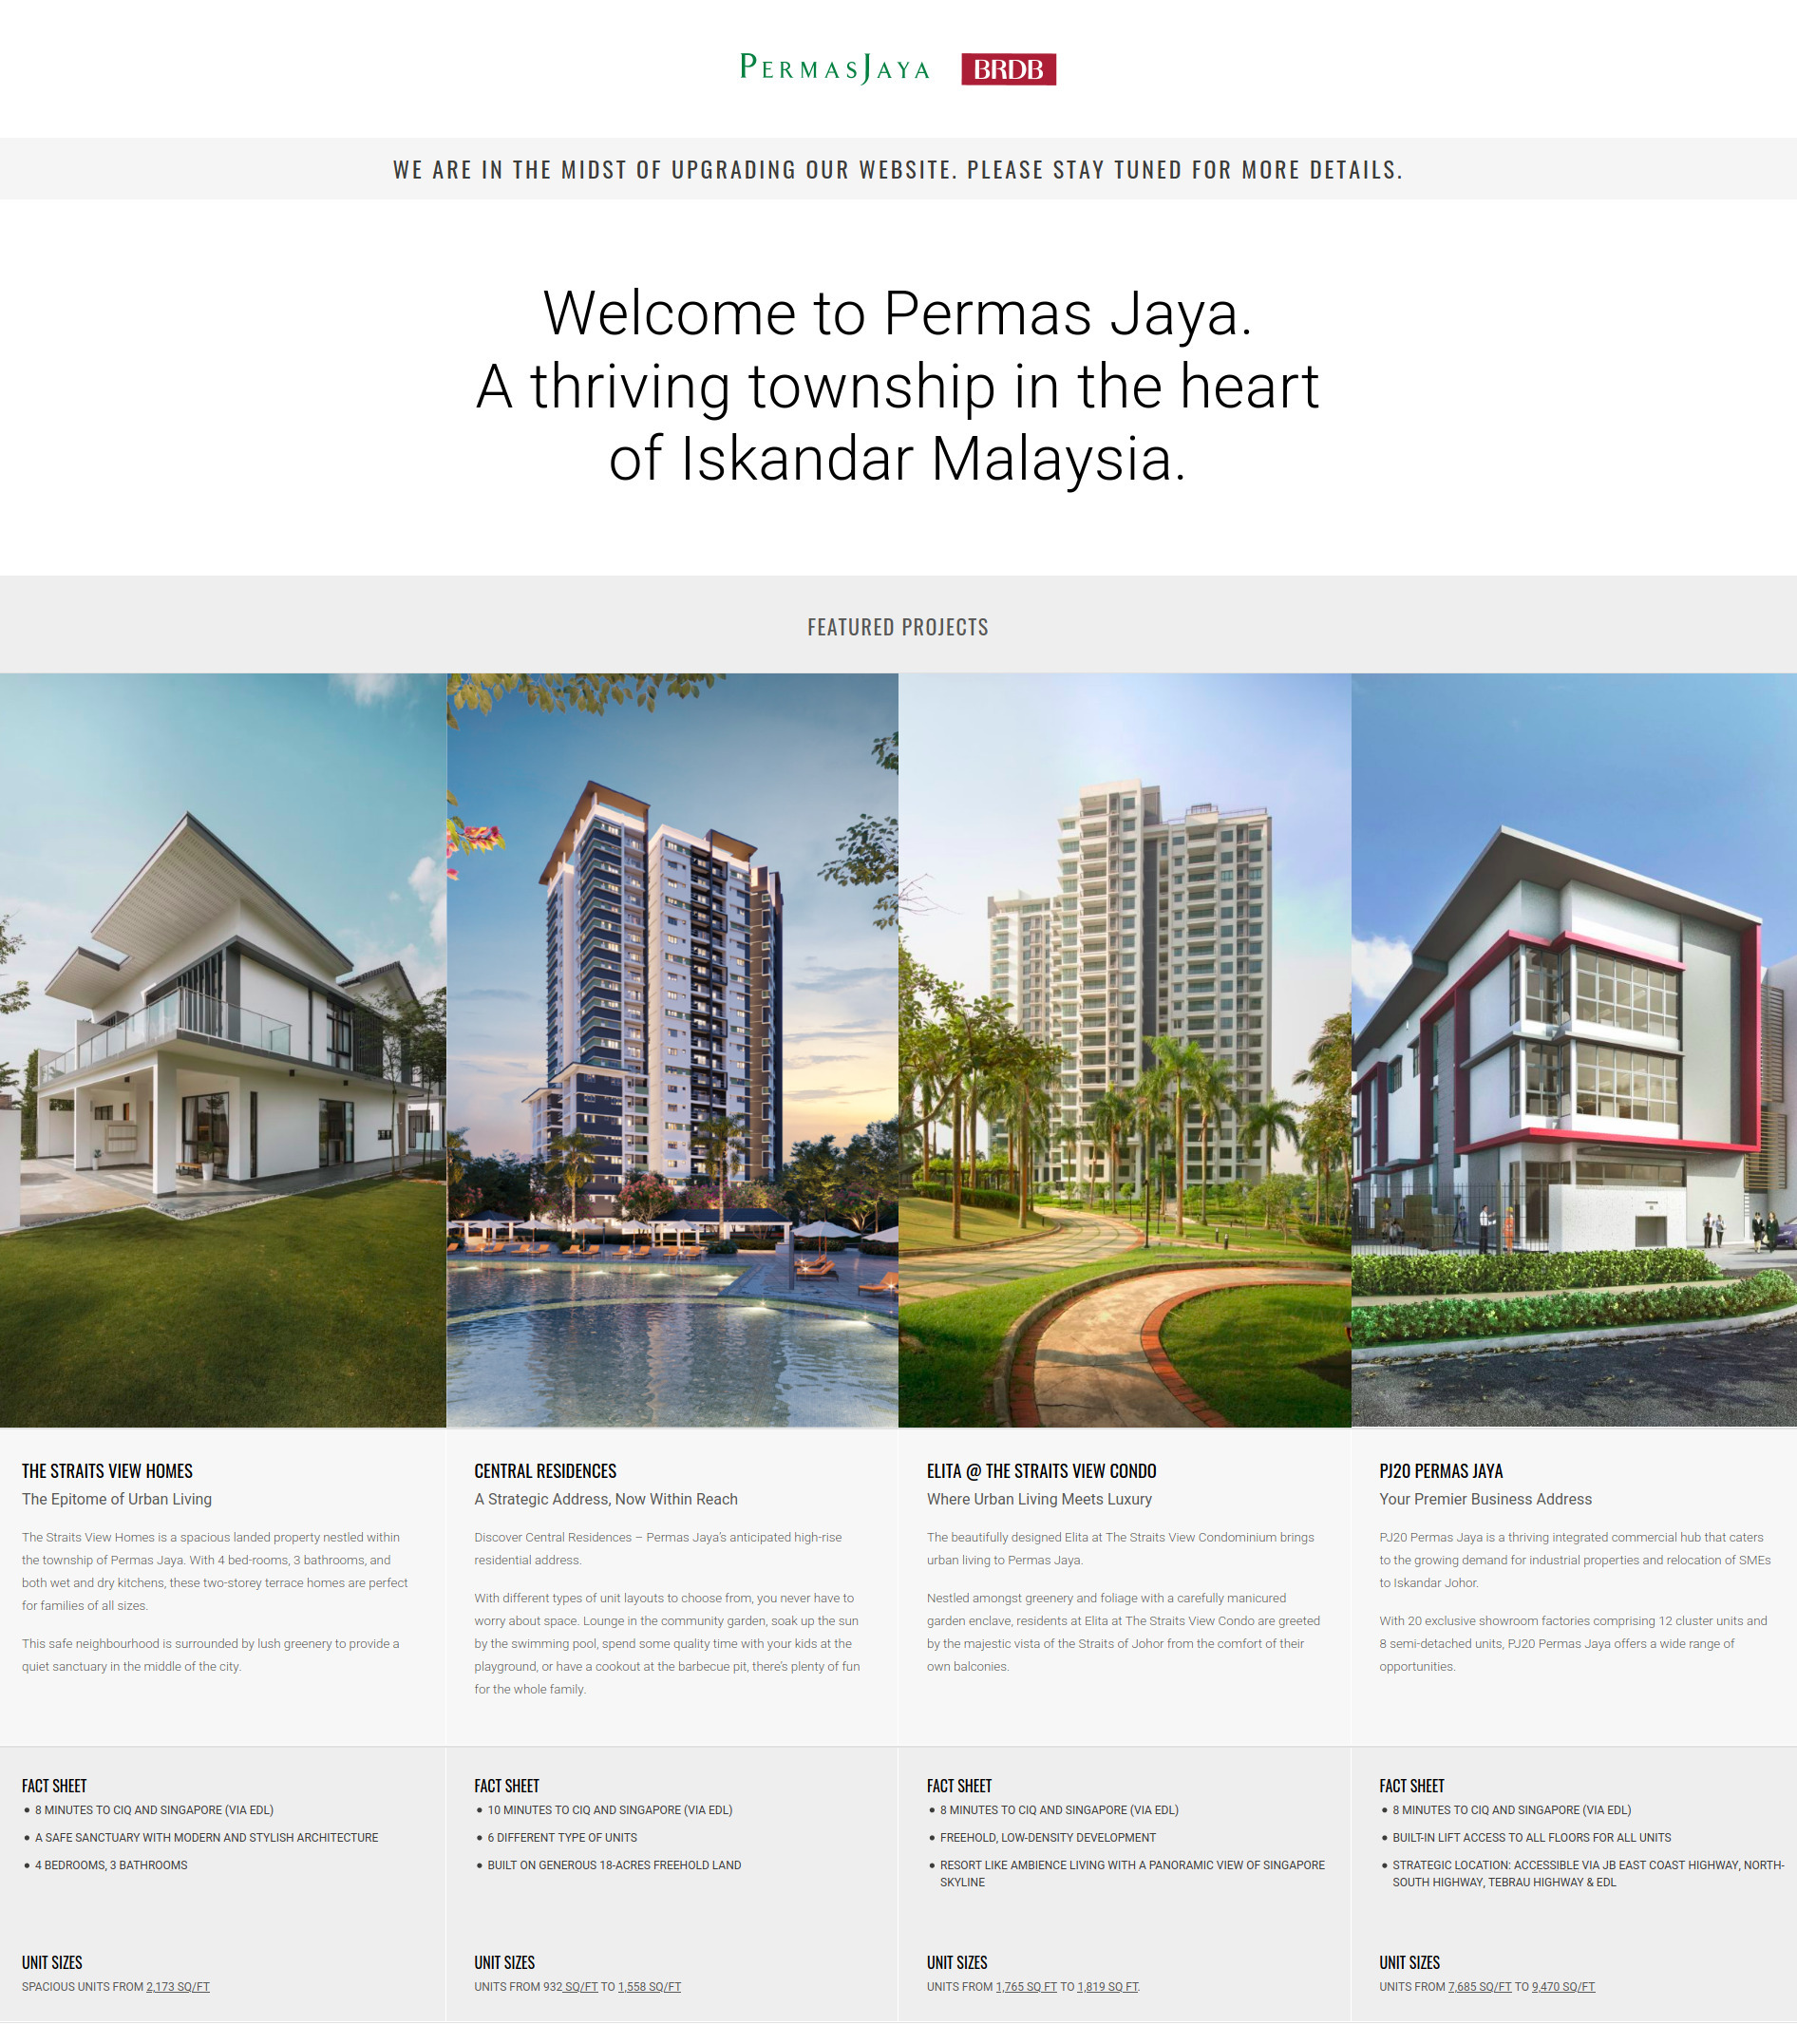 PERMASJAYA BRDB
WE ARE IN THE MIDST OF UPGRADING OUR WEBSITE. PLEASE STAY TUNED FOR MORE DETAILS.
Welcome to Permas Jaya.
A thriving township in the heart
of Iskandar Malaysia.
FEATURED PROJECTS
THE STRAITS VIEW HOMES
The Epitome of Urban Living
The Straits View Homes is a spacious landed property nestled within
the township of Permas Jaya. With 4 bed-rooms, 3 bathrooms, and
both wet and dry kitchens, these two-storey terrace homes are perfect
for families of all sizes.
This safe neighbourhood is surrounded by lush greenery to provide a
quiet sanctuary in the middle of the city.
FACT SHEET
• 8 MINUTES TO CIQ AND SINGAPORE (VIA EDL)
• A SAFE SANCTUARY WITH MODERN AND STYLISH ARCHITECTURE
• 4 BEDROOMS, 3 BATHROOMS
UNIT SIZES
SPACIOUS UNITS FROM 2,173 SQ/FT
CENTRAL RESIDENCES
A Strategic Address, Now Within Reach
Discover Central Residences – Permas Jaya's anticipated high-rise
residential address.
With different types of unit layouts to choose from, you never have to
worry about space. Lounge in the community garden, soak up the sun
by the swimming pool, spend some quality time with your kids at the
playground, or have a cookout at the barbecue pit, there's plenty of fun
for the whole family.
FACT SHEET
• 10 MINUTES TO CIQ AND SINGAPORE (VIA EDL)
• 6 DIFFERENT TYPE OF UNITS
• BUILT ON GENEROUS 18-ACRES FREEHOLD LAND
UNIT SIZES
UNITS FROM 932 SQ/FT TO 1,558 SQ/FT
ELITA @ THE STRAITS VIEW CONDO
Where Urban Living Meets Luxury
The beautifully designed Elita at The Straits View Condominium brings
urban living to Permas Jaya.
Nestled amongst greenery and foliage with a carefully manicured
garden enclave, residents at Elita at The Straits View Condo are greeted
by the majestic vista of the Straits of Johor from the comfort of their
own balconies.
FACT SHEET
• 8 MINUTES TO CIQ AND SINGAPORE (VIA EDL)
• FREEHOLD, LOW-DENSITY DEVELOPMENT
• RESORT LIKE AMBIENCE LIVING WITH A PANORAMIC VIEW OF SINGAPORE
SKYLINE
UNIT SIZES
UNITS FROM 1,765 SQ FT TO 1,819 SQ FT.
PJ20 PERMAS JAYA
Your Premier Business Address
PJ20 Permas Jaya is a thriving integrated commercial hub that caters
to the growing demand for industrial properties and relocation of SMEs
to Iskandar Johor.
With 20 exclusive showroom factories comprising 12 cluster units and
8 semi-detached units, PJ20 Permas Jaya offers a wide range of
opportunities.
FACT SHEET
• 8 MINUTES TO CIQ AND SINGAPORE (VIA EDL)
• BUILT-IN LIFT ACCESS TO ALL FLOORS FOR ALL UNITS
• STRATEGIC LOCATION: ACCESSIBLE VIA JB EAST COAST HIGHWAY, NORTH-
SOUTH HIGHWAY, TEBRAU HIGHWAY & EDL
UNIT SIZES
UNITS FROM 7,685 SQ/FT TO 9,470 SQ/FT